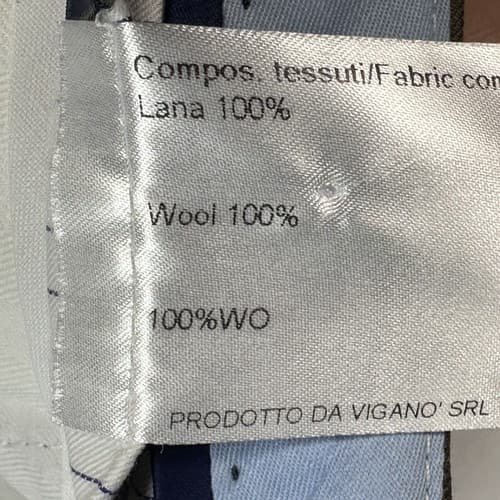 Compos. tessuti/Fabric com
Lana 100%
Wool 100%
100%WO
PRODOTTO DA VIGANO' SRL